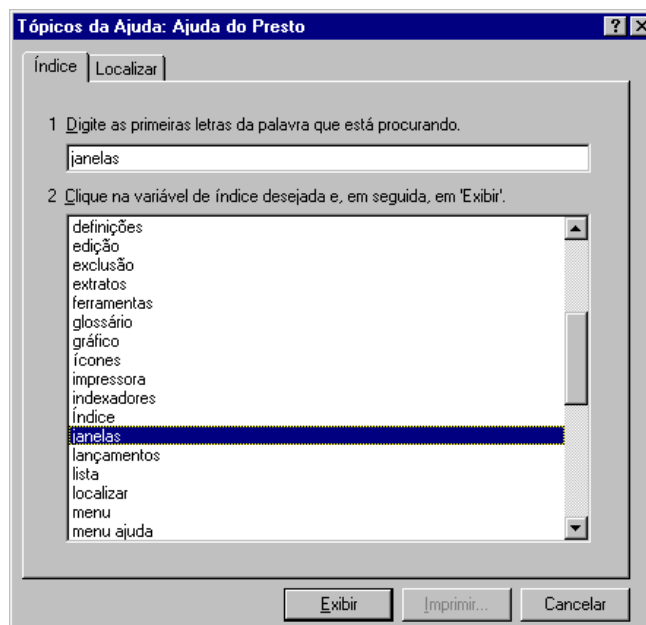 Tópicos da Ajuda: Ajuda do Presto
Índice
Localizar
1 Digite as primeiras letras da palavra que está procurando.
janelas
2 Clique na variável de índice desejada e, em seguida, em 'Exibir'.
definições
edição
exclusão
extratos
ferramentas
glossário
gráfico
ícones
impressora
indexadores
Índice
janelas
lançamentos
lista
localizar
menu
menu ajuda
Exibir
Imprimir...
Cancelar